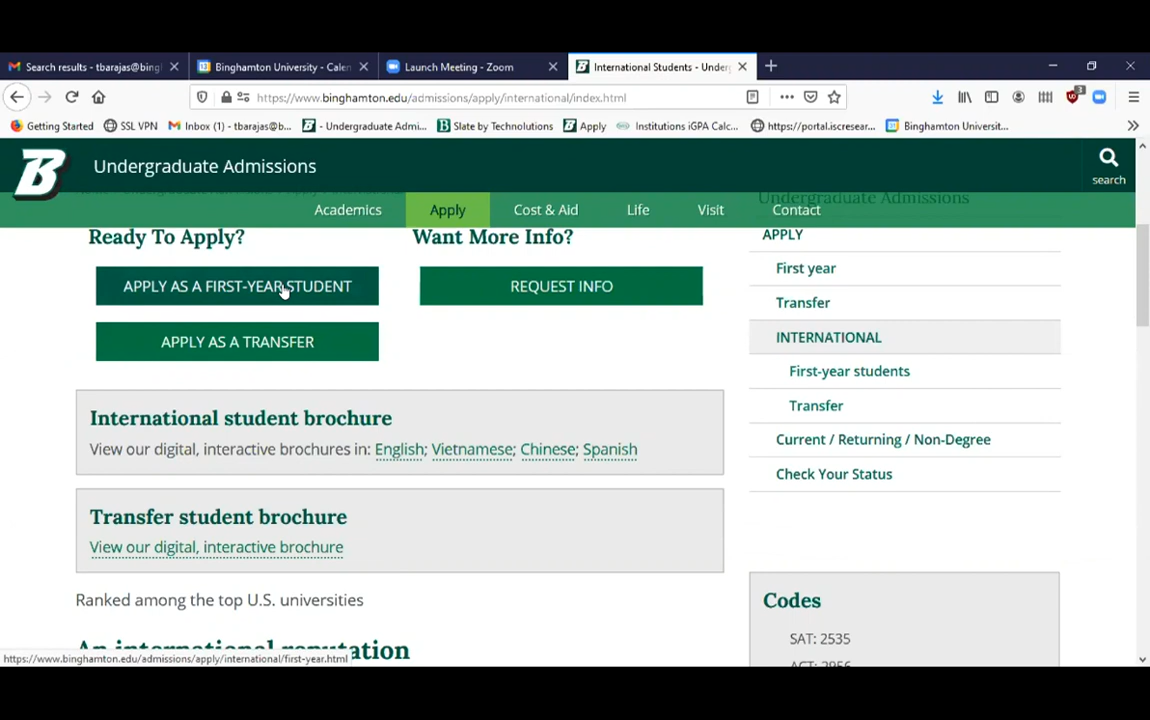 Search results - tbarajas@bing
Binghamton University - Calen
Launch Meeting - Zoom
International Students - Under
https://www.binghamton.edu/admissions/apply/international/index.html
3
Getting Started
SSL VPN
Inbox (1) - tbarajas@b...
- Undergraduate Admi...
Slate by Technolutions
Apply
Institutions iGPA Calc...
https://portal.iscresear...
Binghamton Universit...
B
Undergraduate Admissions
search
Academics
Apply
Cost & Aid
Life
Visit
Contact
Ready To Apply?
APPLY AS A FIRST-YEAR STUDENT
APPLY AS A TRANSFER
Want More Info?
REQUEST INFO
International student brochure
View our digital, interactive brochures in: English; Vietnamese; Chinese; Spanish
Transfer student brochure
View our digital, interactive brochure
Ranked among the top U.S. universities
An international reputation
Undergraduate Admissions
APPLY
First year
Transfer
INTERNATIONAL
First-year students
Transfer
Current / Returning / Non-Degree
Check Your Status
Codes
SAT: 2535
ACT: 2956
https://www.binghamton.edu/admissions/apply/international/first-year.html